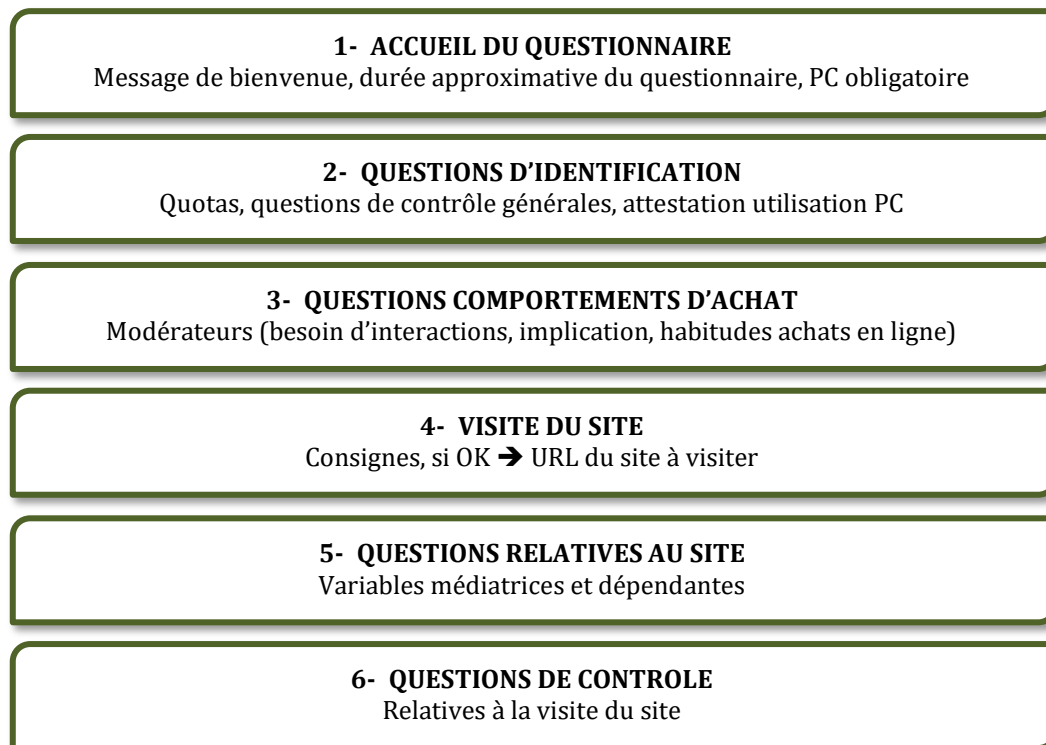 1- ACCUEIL DU QUESTIONNAIRE
Message de bienvenue, durée approximative du questionnaire, PC obligatoire
2- QUESTIONS D’IDENTIFICATION
Quotas, questions de contrôle générales, attestation utilisation PC
3- QUESTIONS COMPORTEMENTS D’ACHAT
Modérateurs (besoin d’interactions, implication, habitudes achats en ligne)
4- VISITE DU SITE
Consignes, si OK ➔ URL du site à visiter
5- QUESTIONS RELATIVES AU SITE
Variables médiatrices et dépendantes
6- QUESTIONS DE CONTROLE
Relatives à la visite du site